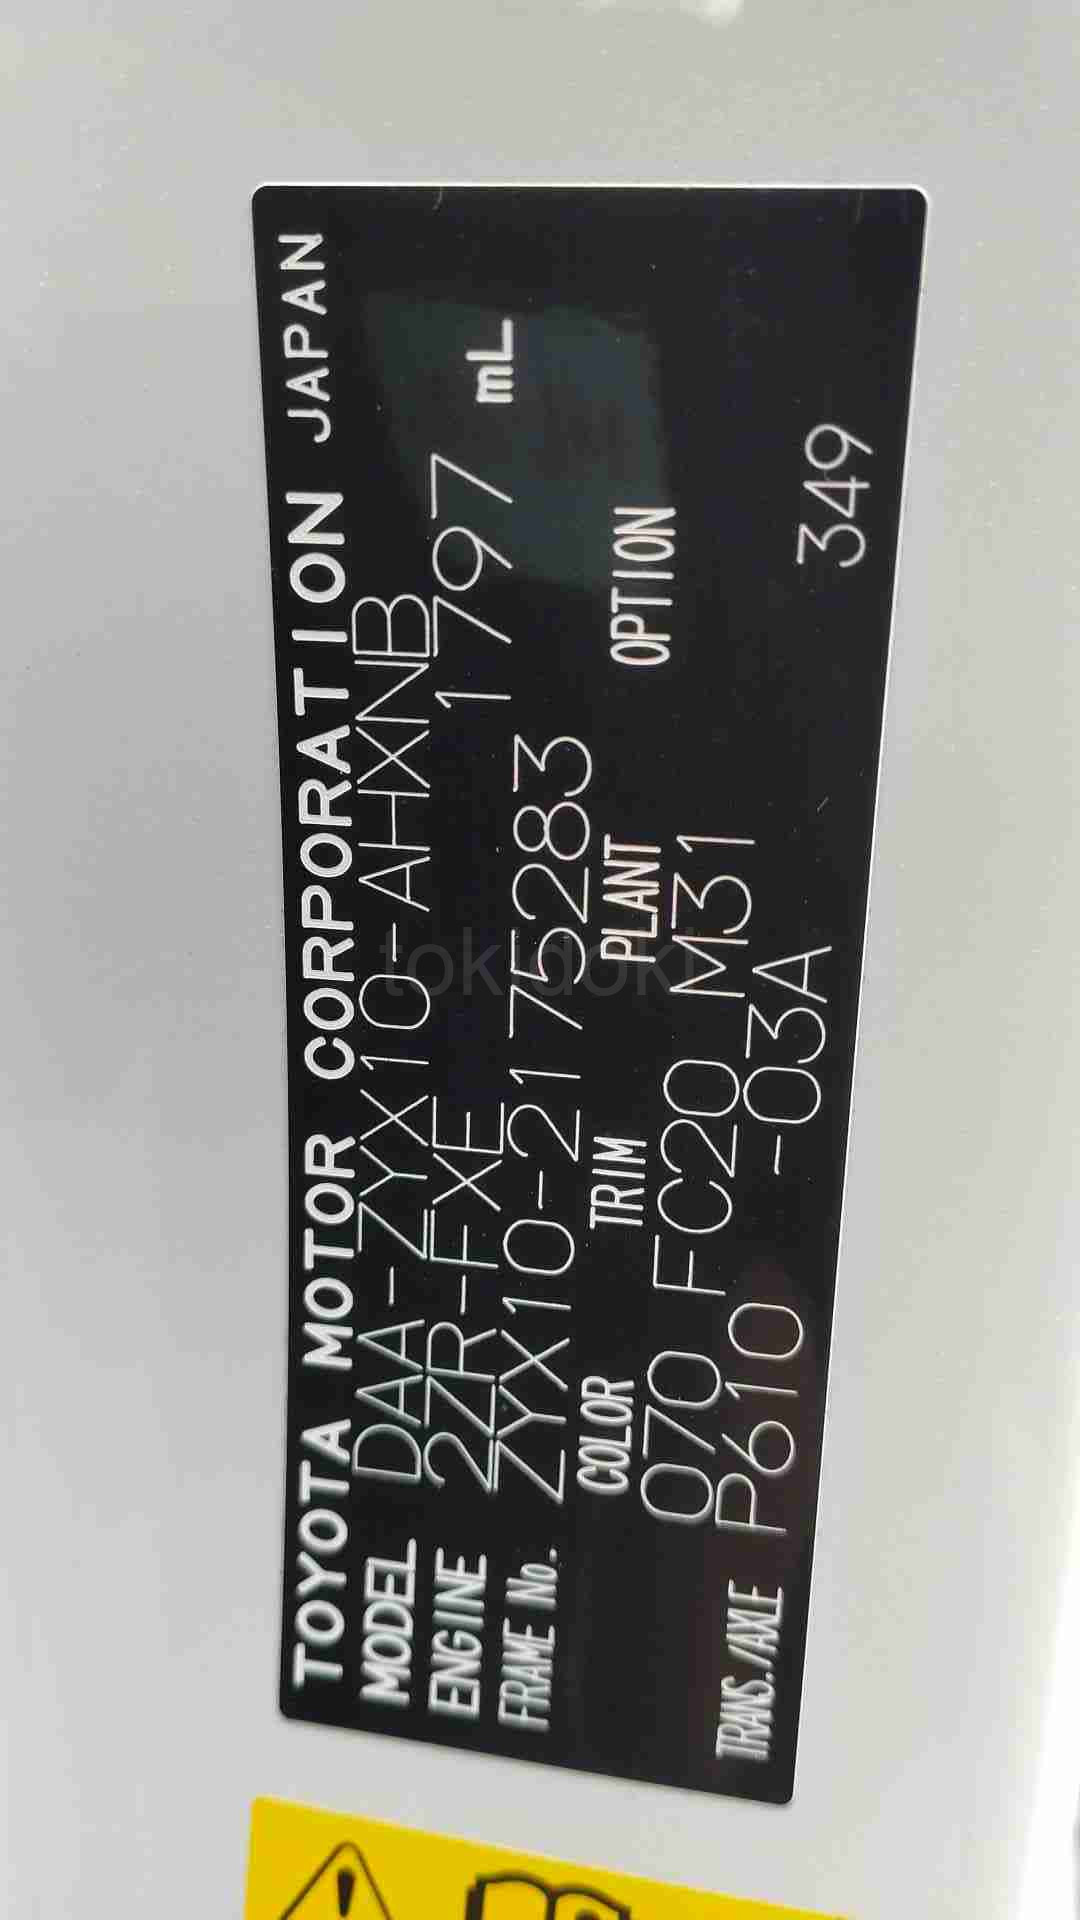 TOYOTA MOTOR CORPORATION JAPAN
MODEL DAA-ZYX10-AHXNB
ENGINE 2ZR-FXE 1797 mL
FRAME No. ZYX10-2175283
COLOR TRIM PLANT OPTION
070 FC20 M31
TRANS./AXLE P610 -03A 349
tokidoki